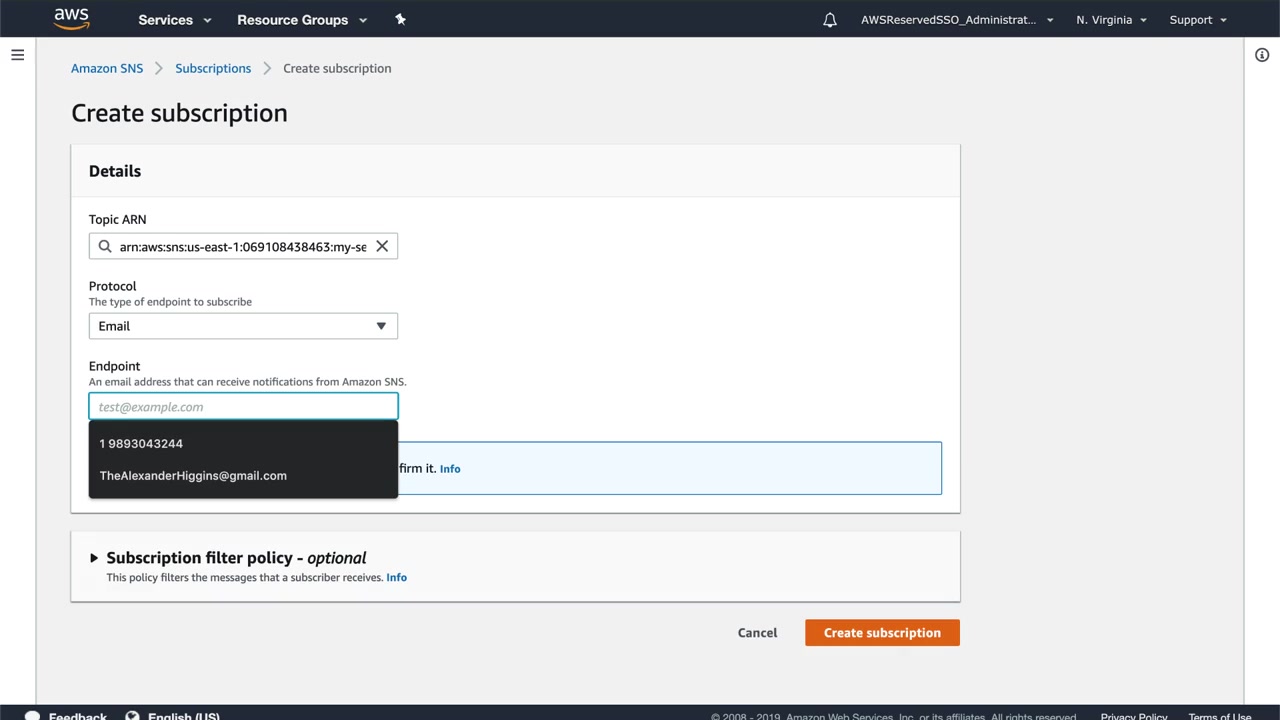 aws
Services
Resource Groups
AWSReservedSSO_Administrat...
N. Virginia
Support
Amazon SNS
Subscriptions
Create subscription
Create subscription
Details
Topic ARN
arn:aws:sns:us-east-1:069108438463:my-se
Protocol
The type of endpoint to subscribe
Email
Endpoint
An email address that can receive notifications from Amazon SNS.
test@example.com
1 9893043244
firm it. Info
TheAlexanderHiggins@gmail.com
Subscription filter policy - optional
This policy filters the messages that a subscriber receives. Info
Cancel
Create subscription
Feedback
English (US)
© 2008 - 2019, Amazon Web Services, Inc. or its affiliates. All rights reserved.
Privacy Policy
Terms of Use